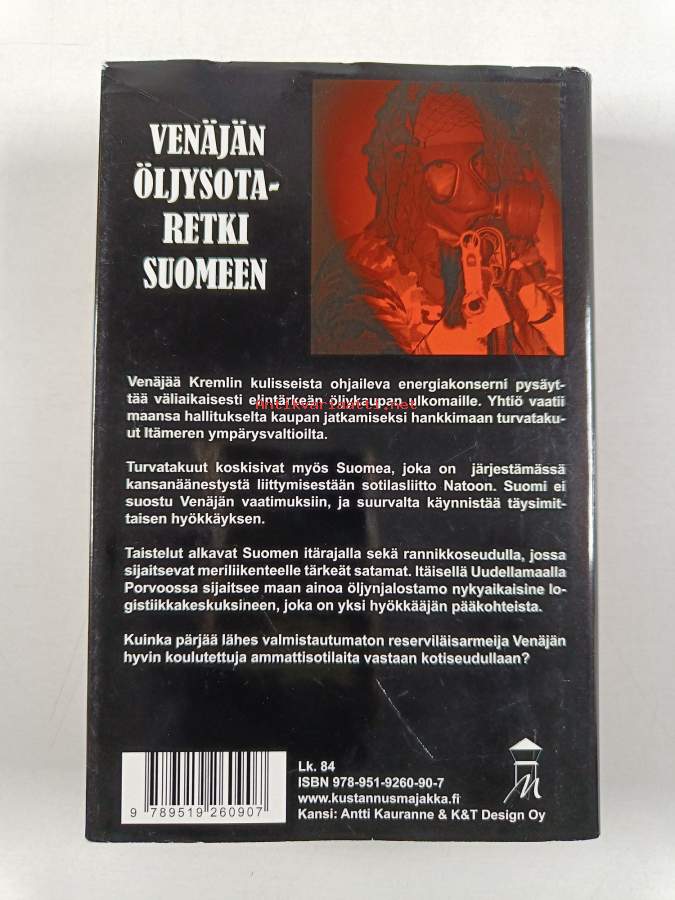 VENÄJÄN
ÖLJYSOTA-
RETKI
SUOMEEN
Venäjää Kremlin kulisseista ohjaileva energiakonserni pysäyt-
tää väliaikaisesti elintärkeän öljykaupan ulkomaille. Yhtiö vaatii
Antikvariaatti.net
maansa hallitukselta kaupan jatkamiseksi hankkimaan turvataku-
ut Itämeren ympärysvaltioilta.
Turvatakuut koskisivat myös Suomea, joka on järjestämässä
kansanäänestystä liittymisestään sotilasliitto Natoon. Suomi ei
suostu Venäjän vaatimuksiin, ja suurvalta käynnistää täysimit-
taisen hyökkäyksen.
Taistelut alkavat Suomen itärajalla sekä rannikkoseudulla, jossa
sijaitsevat meriliikenteelle tärkeät satamat. Itäisellä Uudellamaalla
Porvoossa sijaitsee maan ainoa öljynjalostamo nykyaikaisine lo-
gistiikkakeskuksineen, joka on yksi hyökkääjän pääkohteista.
Kuinka pärjää lähes valmistautumaton reserviläisarmeija Venäjän
hyvin koulutettuja ammattisotilaita vastaan kotiseudullaan?
Lk. 84
ISBN 978-951-9260-90-7
www.kustannusmajakka.fi
Kansi: Antti Kauranne & K&T Design Oy
9 789519 260907
M